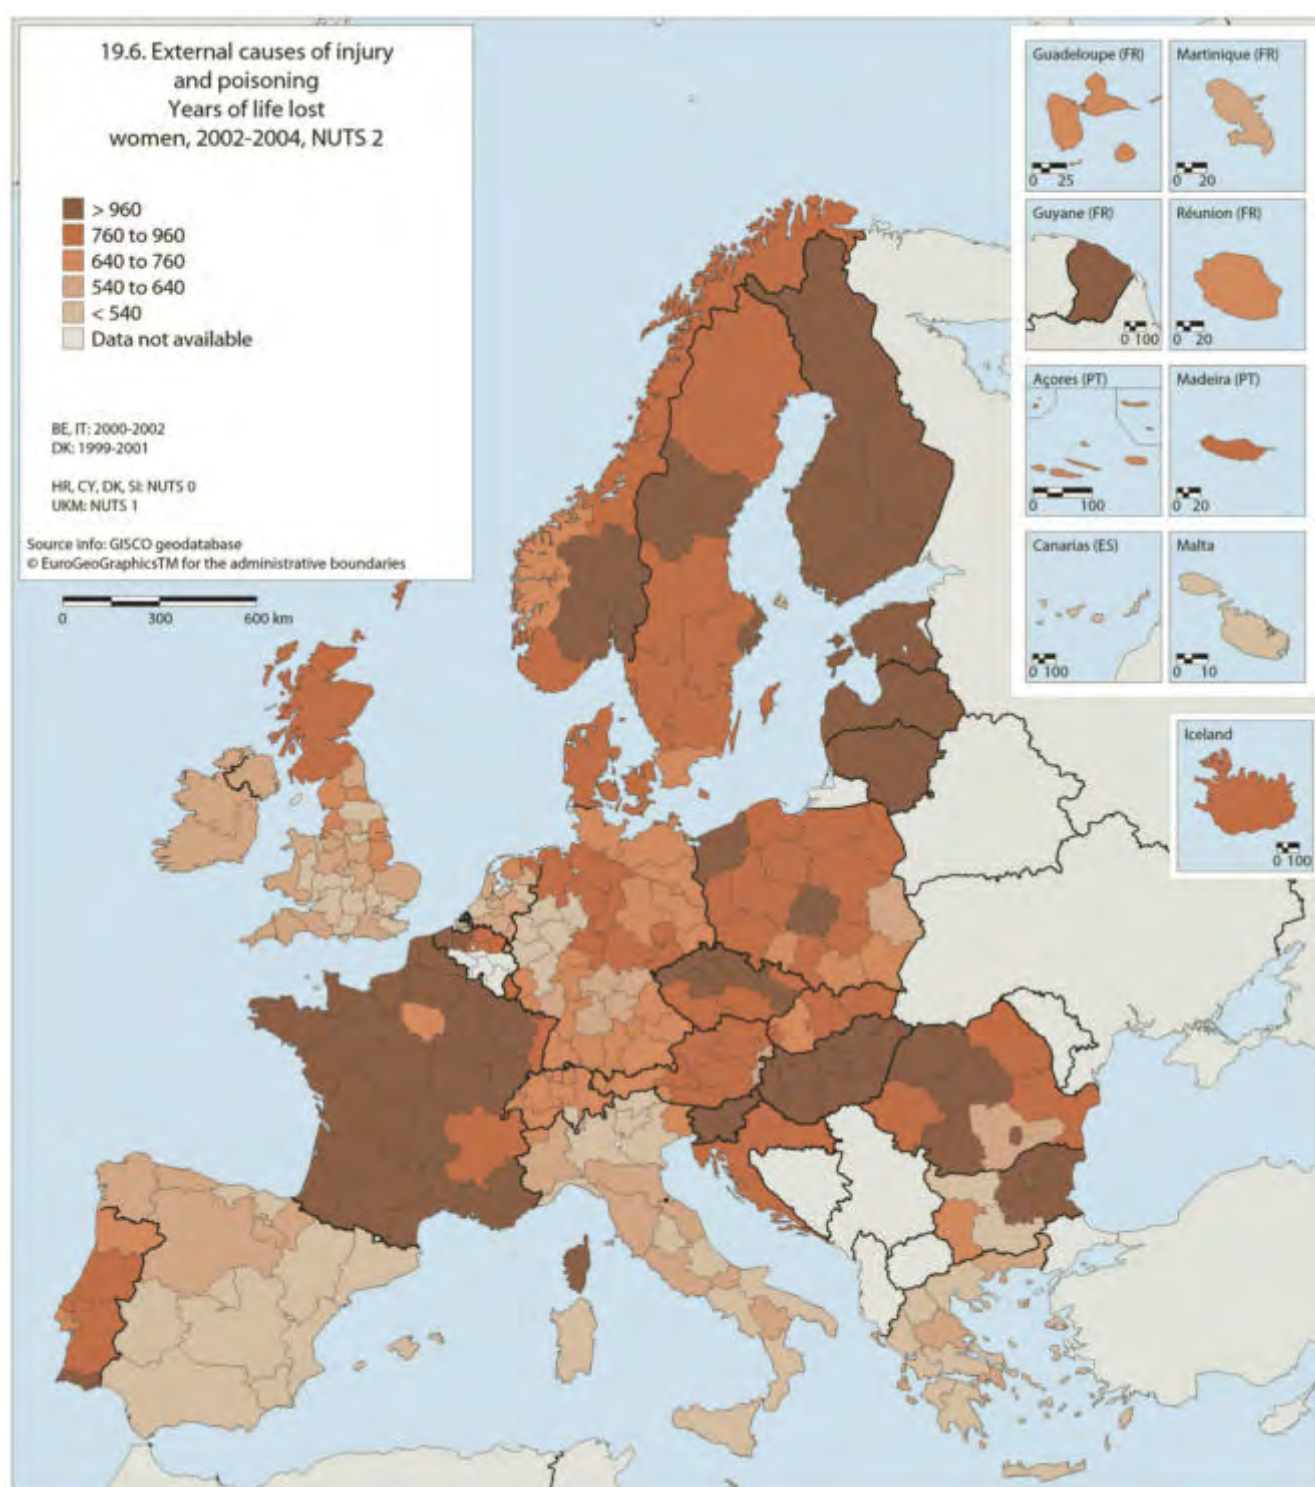 19.6. External causes of injury
and poisoning
Years of life lost
women, 2002-2004, NUTS 2
> 960
760 to 960
640 to 760
540 to 640
< 540
Data not available
BE, IT: 2000-2002
DK: 1999-2001
HR, CY, DK, SI: NUTS 0
UKM: NUTS 1
Source info: GISCO geodatabase
© EuroGeoGraphicsTM for the administrative boundaries
0 300 600 km
Guadeloupe (FR)
0 25
Martinique (FR)
0 20
Guyane (FR)
0 100
Réunion (FR)
0 20
Açores (PT)
0 100
Madeira (PT)
0 20
Canarias (ES)
0 100
Malta
0 10
Iceland
0 100